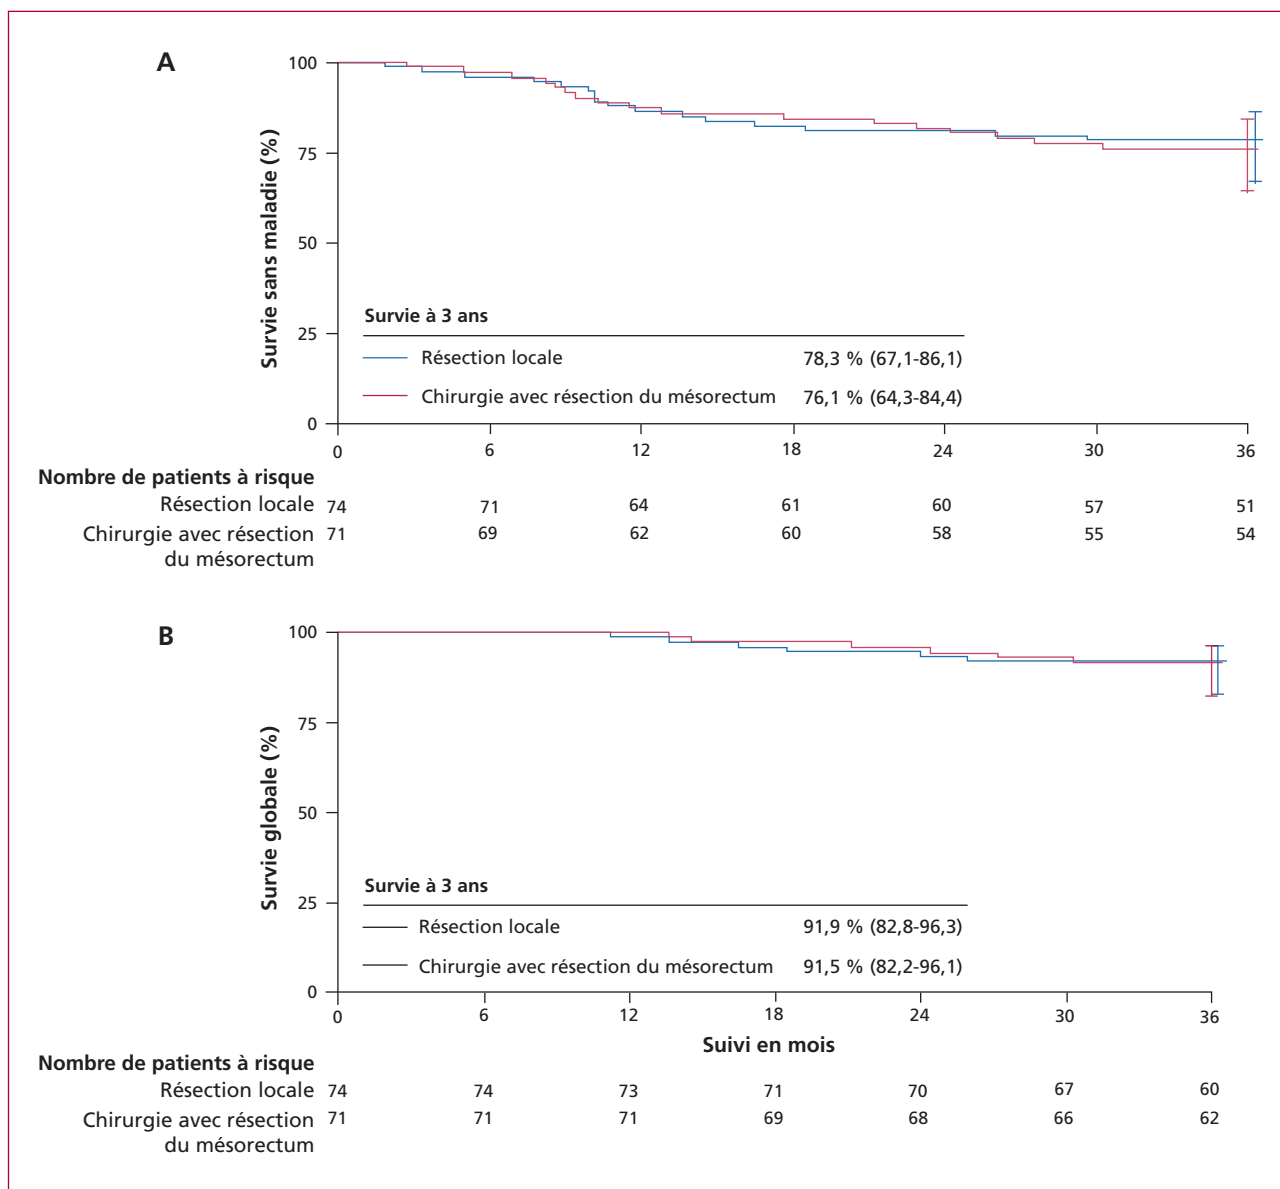 A
Survie sans maladie (%)
100
75
50
25
0
Survie à 3 ans
Résection locale 78,3 % (67,1-86,1)
Chirurgie avec résection du mésorectum 76,1 % (64,3-84,4)
0 6 12 18 24 30 36
Nombre de patients à risque
Résection locale 74 71 64 61 60 57 51
Chirurgie avec résection 71 69 62 60 58 55 54
du mésorectum
B
Survie globale (%)
100
75
50
25
0
Survie à 3 ans
Résection locale 91,9 % (82,8-96,3)
Chirurgie avec résection du mésorectum 91,5 % (82,2-96,1)
0 6 12 18 24 30 36
Suivi en mois
Nombre de patients à risque
Résection locale 74 74 73 71 70 67 60
Chirurgie avec résection 71 71 71 69 68 66 62
du mésorectum